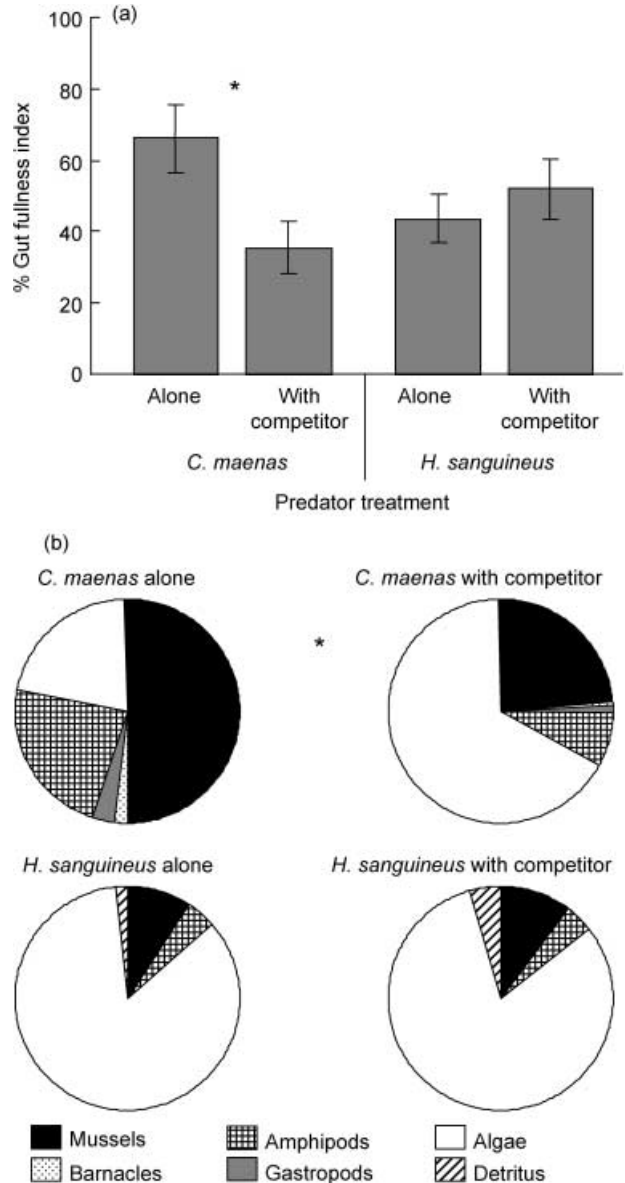 (a)
% Gut fullness index
100
80
60
40
20
0
*
Alone
With
competitor
Alone
With
competitor
C. maenas
H. sanguineus
Predator treatment
(b)
C. maenas alone
C. maenas with competitor
*
H. sanguineus alone
H. sanguineus with competitor
Mussels
Amphipods
Algae
Barnacles
Gastropods
Detritus